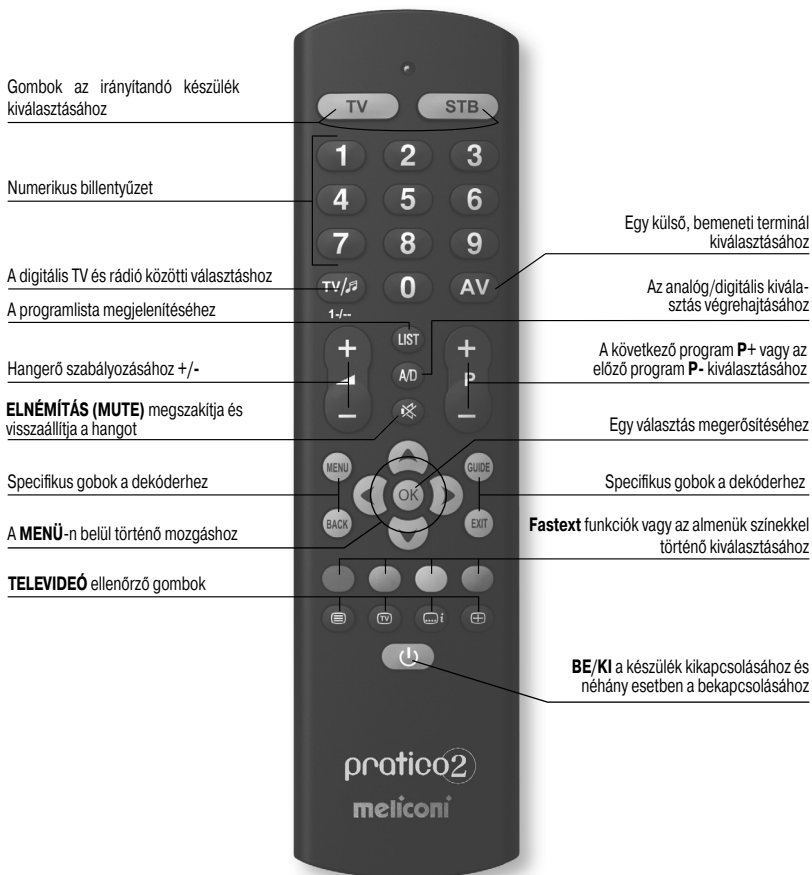 Gombok az irányítandó készülék
kiválasztásához
TV STB
1 2 3
Numerikus billentyűzet
4 5 6
7 8 9
Egy külső, bemeneti terminál
kiválasztásához
A digitális TV és rádió közötti választáshoz
TV/♫ 0 AV
Az analóg/digitális kivála-
sztás végrehajtásához
A programlista megjelenítéséhez
1-/--
LIST
+ +
A/D
P
A következő program P+ vagy az
előző program P- kiválasztásához
Hangerő szabályozásához +/-
ELNÉMÍTÁS (MUTE) megszakítja és
visszaállítja a hangot
− −
Egy választás megerősítéséhez
MENU GUIDE
OK
Specifikus gobok a dekóderhez
Specifikus gobok a dekóderhez
BACK EXIT
A MENÜ-n belül történő mozgáshoz
Fastext funkciók vagy az almenük színekkel
történő kiválasztásához
TELEVIDEÓ ellenőrző gombok
TV i
BE/KI a készülék kikapcsolásához és
néhány esetben a bekapcsolásához
pratico2
meliconi